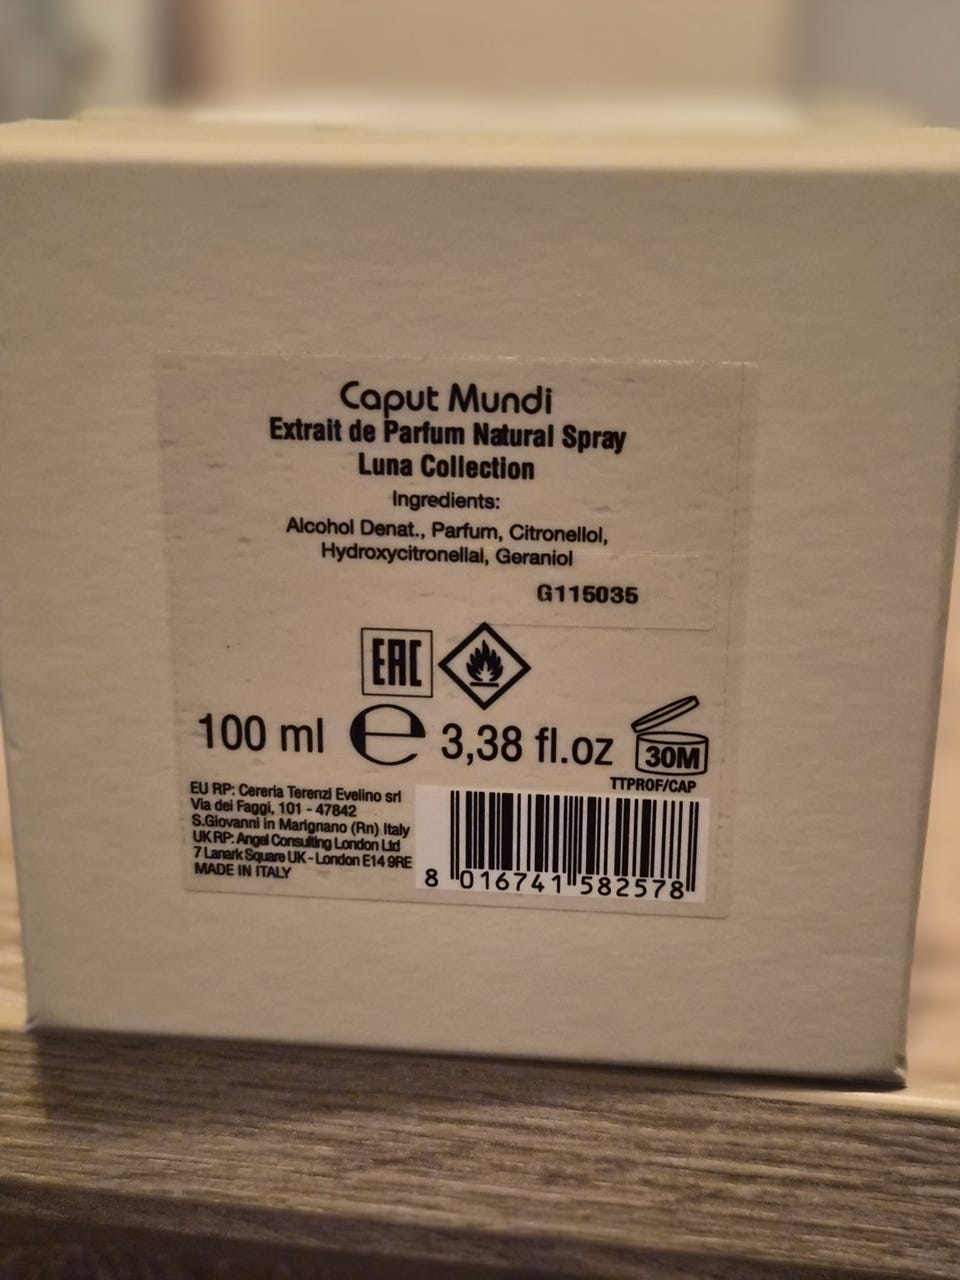 Caput Mundi
Extrait de Parfum Natural Spray
Luna Collection
Ingredients:
Alcohol Denat., Parfum, Citronellol,
Hydroxycitronellal, Geraniol
G115035
EAC
100 ml e 3,38 fl.oz 30M
TTPROF/CAP
EU RP: Cereria Terenzi Evelino srl
Via dei Faggi, 101 - 47842
S.Giovanni in Marignano (Rn) Italy
UK RP: Angel Consulting London Ltd
7 Lanark Square UK - London E14 9RE
MADE IN ITALY
8 016741 582578